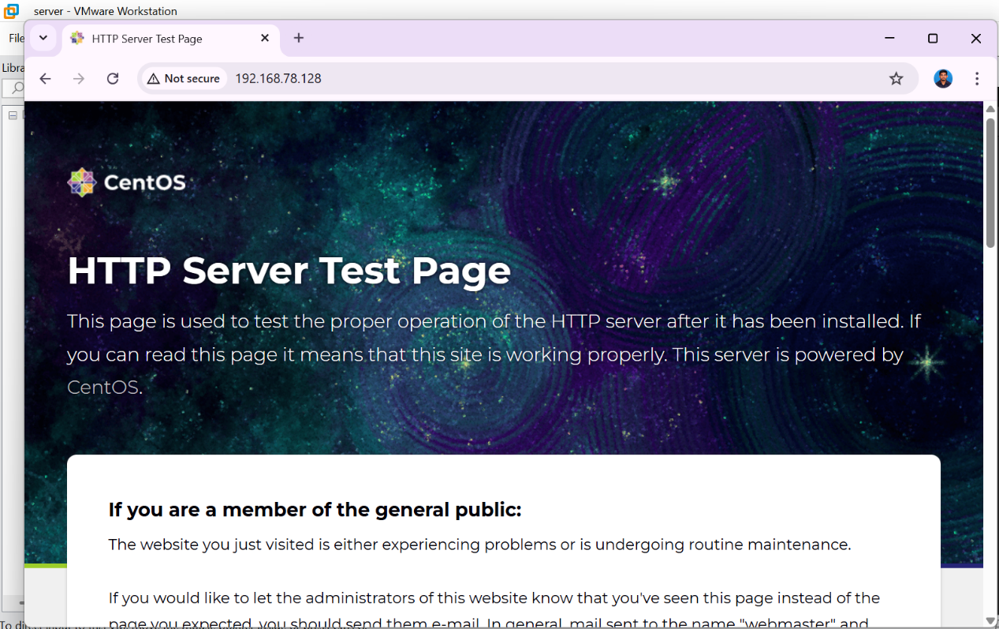 server - VMware Workstation
File
HTTP Server Test Page
Libra
Not secure
192.168.78.128
CentOS
HTTP Server Test Page
This page is used to test the proper operation of the HTTP server after it has been installed. If
you can read this page it means that this site is working properly. This server is powered by
CentOS.
If you are a member of the general public:
The website you just visited is either experiencing problems or is undergoing routine maintenance.
If you would like to let the administrators of this website know that you've seen this page instead of the
page you expected, you should send them e-mail. In general, mail sent to the name "webmaster" and